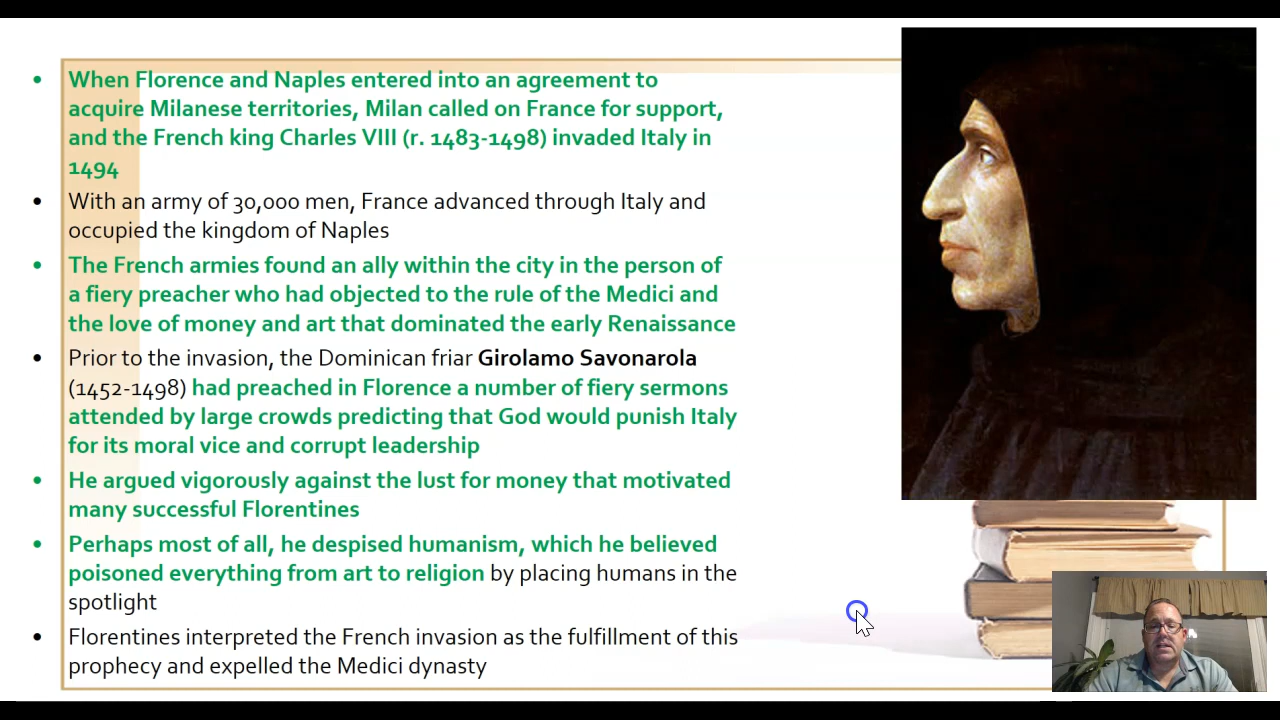 • When Florence and Naples entered into an agreement to
acquire Milanese territories, Milan called on France for support,
and the French king Charles VIII (r. 1483-1498) invaded Italy in
1494
• With an army of 30,000 men, France advanced through Italy and
occupied the kingdom of Naples
• The French armies found an ally within the city in the person of
a fiery preacher who had objected to the rule of the Medici and
the love of money and art that dominated the early Renaissance
• Prior to the invasion, the Dominican friar Girolamo Savonarola
(1452-1498) had preached in Florence a number of fiery sermons
attended by large crowds predicting that God would punish Italy
for its moral vice and corrupt leadership
• He argued vigorously against the lust for money that motivated
many successful Florentines
• Perhaps most of all, he despised humanism, which he believed
poisoned everything from art to religion by placing humans in the
spotlight
• Florentines interpreted the French invasion as the fulfillment of this
prophecy and expelled the Medici dynasty